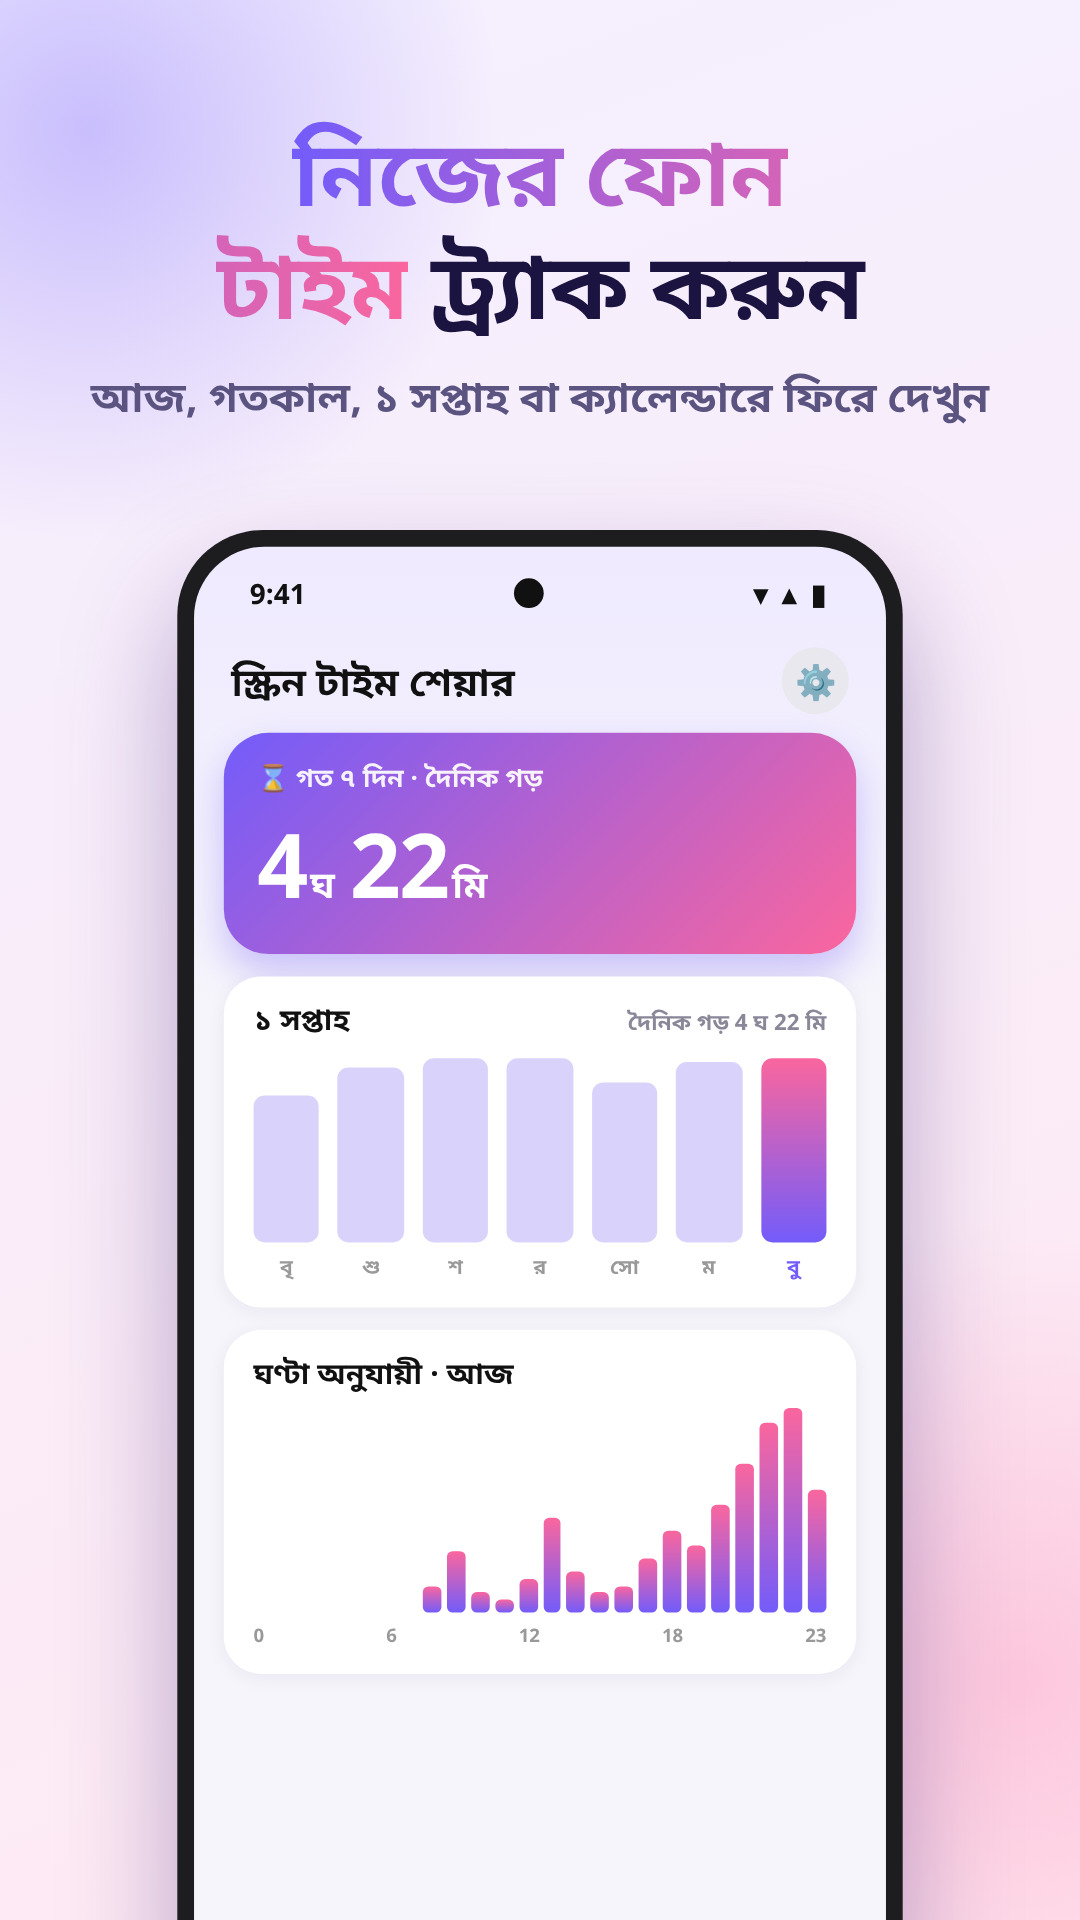 নিজের ফোন
টাইম ট্র্যাক করুন
আজ, গতকাল, ১ সপ্তাহ বা ক্যালেন্ডারে ফিরে দেখুন
9:41
স্ক্রিন টাইম শেয়ার
গত ৭ দিন · দৈনিক গড়
4ঘ 22মি
১ সপ্তাহ
দৈনিক গড় 4 ঘ 22 মি
বৃ শু শ র সো ম বু
ঘণ্টা অনুযায়ী · আজ
0 6 12 18 23